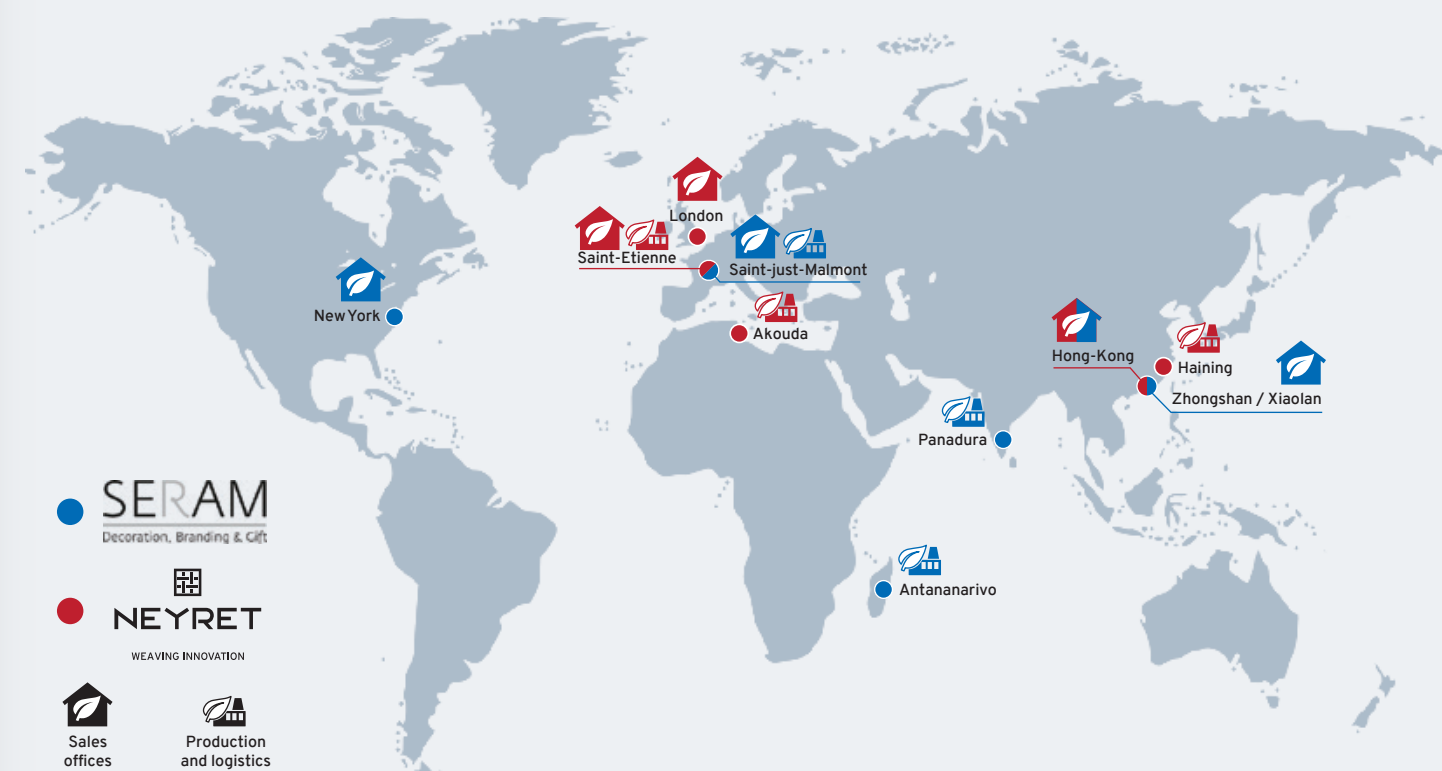 London
Saint-Etienne
Saint-just-Malmont
New York
Akouda
Hong-Kong
Haining
Zhongshan / Xiaolan
Panadura
Antananarivo
SERAM
Decoration, Branding & Gift
NEYRET
WEAVING INNOVATION
Sales
offices
Production
and logistics